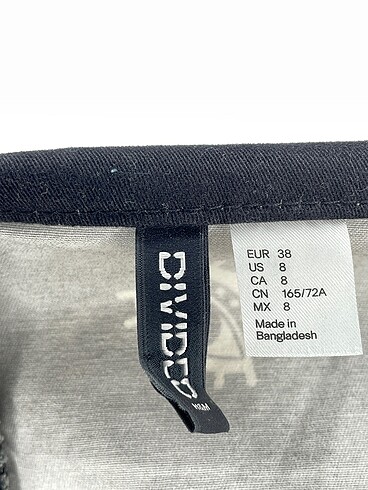 DIVIDED
H&M
EUR 38
US 8
CA 8
CN 165/72A
MX 8
Made in
Bangladesh